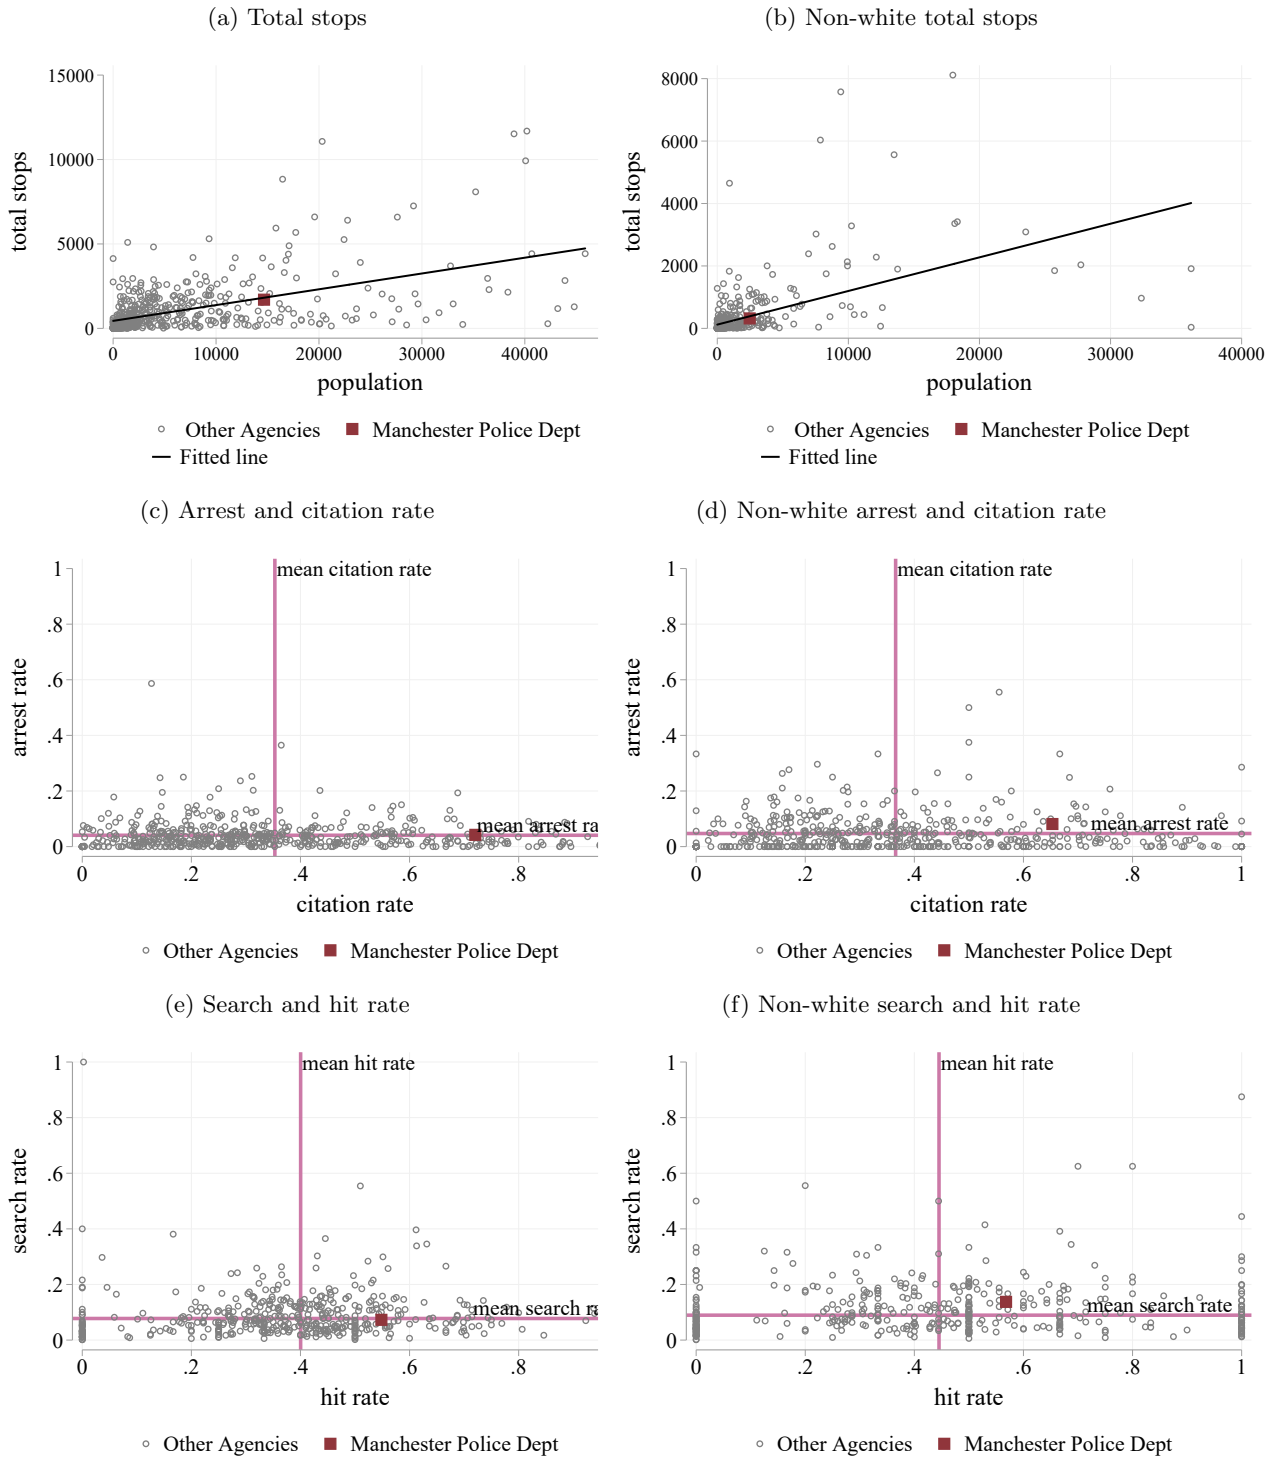 (a) Total stops
(b) Non-white total stops
total stops
15000
10000
5000
0
0 10000 20000 30000 40000
population
Other Agencies Manchester Police Dept
Fitted line
total stops
8000
6000
4000
2000
0
0 10000 20000 30000 40000
population
Other Agencies Manchester Police Dept
Fitted line
(c) Arrest and citation rate
(d) Non-white arrest and citation rate
arrest rate
1
.8
.6
.4
.2
0
mean citation rate
mean arrest ra
0 .2 .4 .6 .8
citation rate
Other Agencies Manchester Police Dept
arrest rate
1
.8
.6
.4
.2
0
mean citation rate
mean arrest rate
0 .2 .4 .6 .8 1
citation rate
Other Agencies Manchester Police Dept
(e) Search and hit rate
(f) Non-white search and hit rate
search rate
1
.8
.6
.4
.2
0
mean hit rate
mean search ra
0 .2 .4 .6 .8
hit rate
Other Agencies Manchester Police Dept
search rate
1
.8
.6
.4
.2
0
mean hit rate
mean search rate
0 .2 .4 .6 .8 1
hit rate
Other Agencies Manchester Police Dept